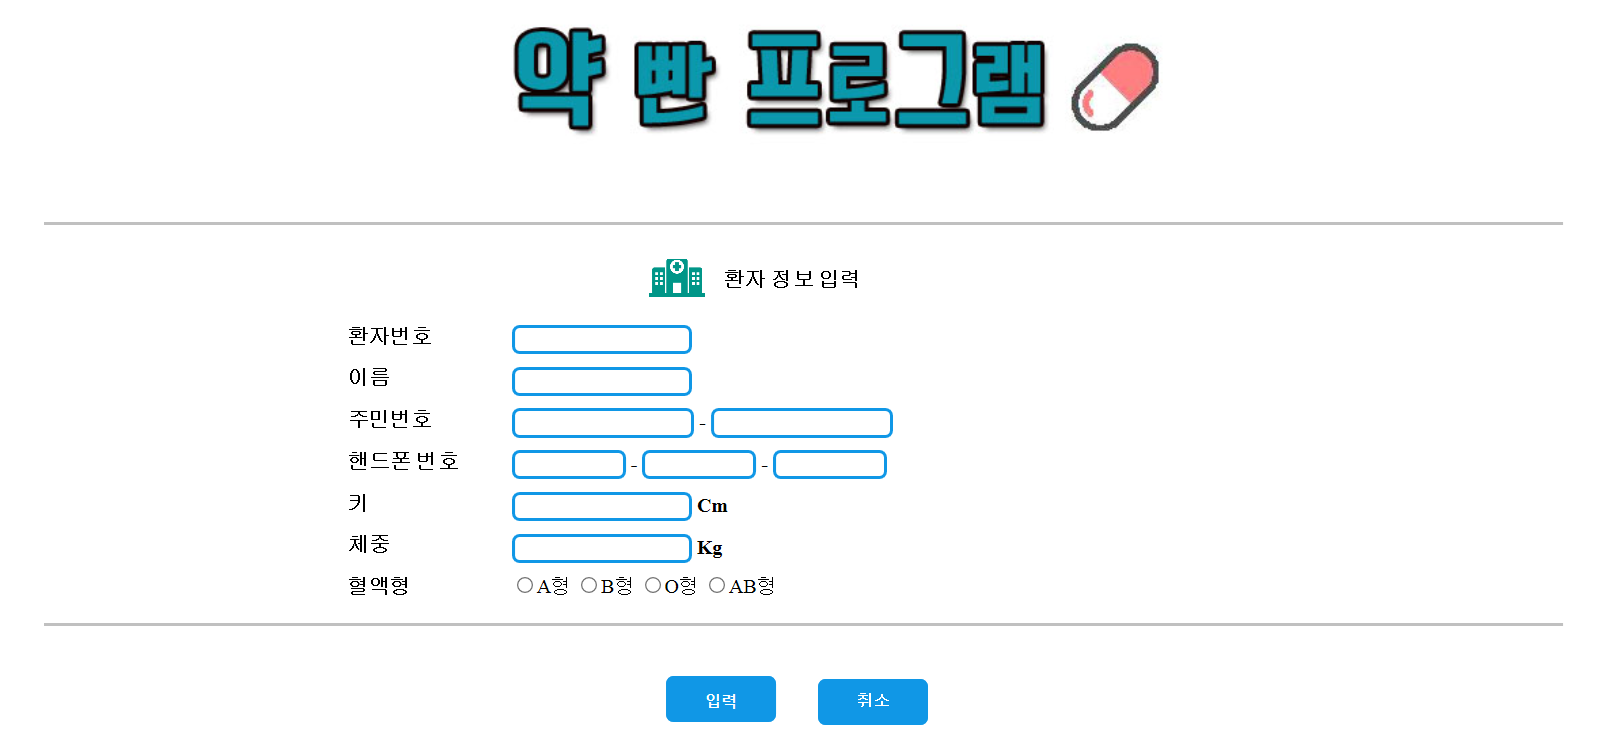 약 빤 프로그램
환자 정보 입력
환자번호
이름
주민번호 -
핸드폰 번호 - -
키 Cm
체중 Kg
혈액형 A형 B형 O형 AB형
입력 취소